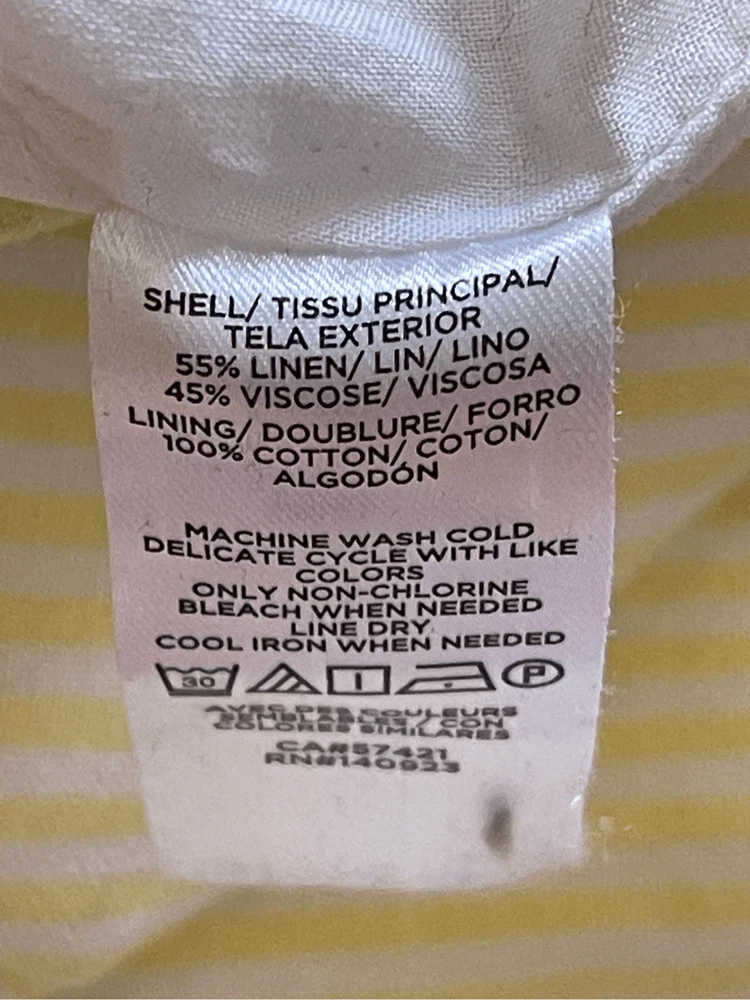 SHELL/ TISSU PRINCIPAL/
TELA EXTERIOR
55% LINEN/ LIN/ LINO
45% VISCOSE/ VISCOSA
LINING/ DOUBLURE/ FORRO
100% COTTON/ COTON/
ALGODÓN
MACHINE WASH COLD
DELICATE CYCLE WITH LIKE
COLORS
ONLY NON-CHLORINE
BLEACH WHEN NEEDED
LINE DRY
COOL IRON WHEN NEEDED
30 P
AVEC DES COULEURS
SEMBLABLES / CON
COLORES SIMILARES
CA#57421
RN#140923